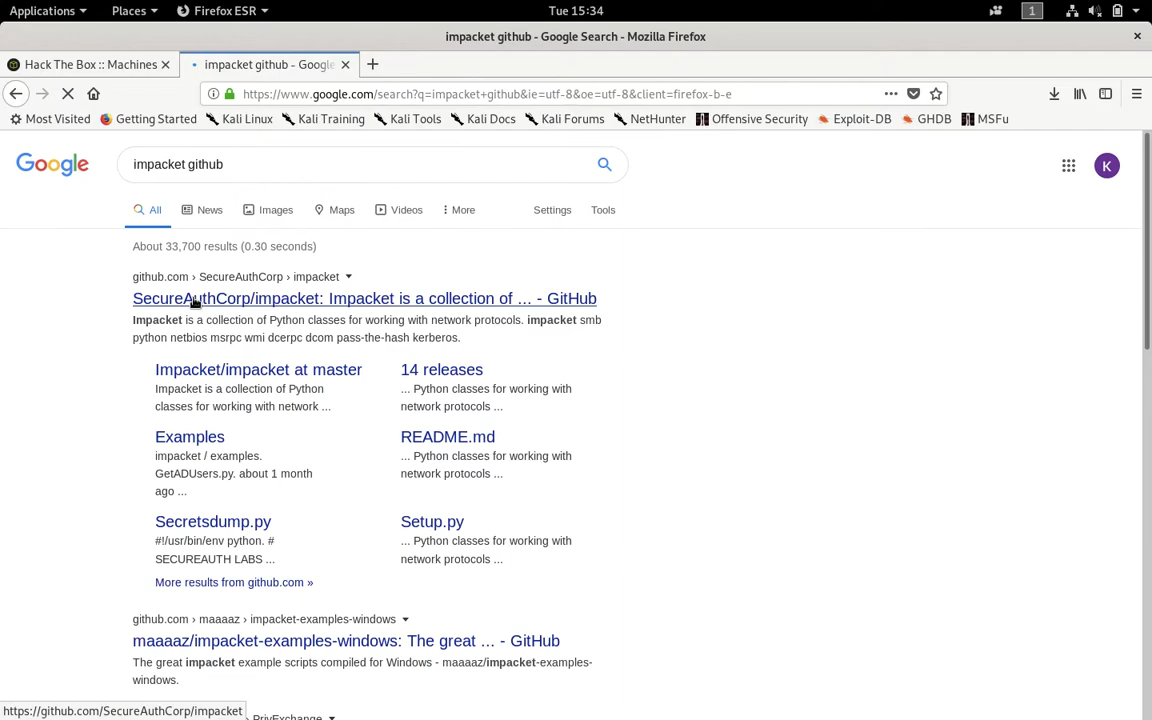 Applications
Places
Firefox ESR
Tue 15:34
1
impacket github - Google Search - Mozilla Firefox
Hack The Box :: Machines
impacket github - Google
https://www.google.com/search?q=impacket+github&ie=utf-8&oe=utf-8&client=firefox-b-e
Most Visited
Getting Started
Kali Linux
Kali Training
Kali Tools
Kali Docs
Kali Forums
NetHunter
Offensive Security
Exploit-DB
GHDB
MSFu
Google
impacket github
K
All
News
Images
Maps
Videos
More
Settings
Tools
About 33,700 results (0.30 seconds)
github.com › SecureAuthCorp › impacket
SecureAuthCorp/impacket: Impacket is a collection of ... - GitHub
Impacket is a collection of Python classes for working with network protocols. impacket smb
python netbios msrpc wmi dcerpc dcom pass-the-hash kerberos.
Impacket/impacket at master
Impacket is a collection of Python
classes for working with network ...
14 releases
... Python classes for working with
network protocols ...
Examples
impacket / examples.
GetADUsers.py. about 1 month
ago ...
README.md
... Python classes for working with
network protocols ...
Secretsdump.py
#!/usr/bin/env python. #
SECUREAUTH LABS ...
Setup.py
... Python classes for working with
network protocols ...
More results from github.com »
github.com › maaaaz › impacket-examples-windows
maaaaz/impacket-examples-windows: The great ... - GitHub
The great impacket example scripts compiled for Windows - maaaaz/impacket-examples-
windows.
https://github.com/SecureAuthCorp/impacket
PrivExchange